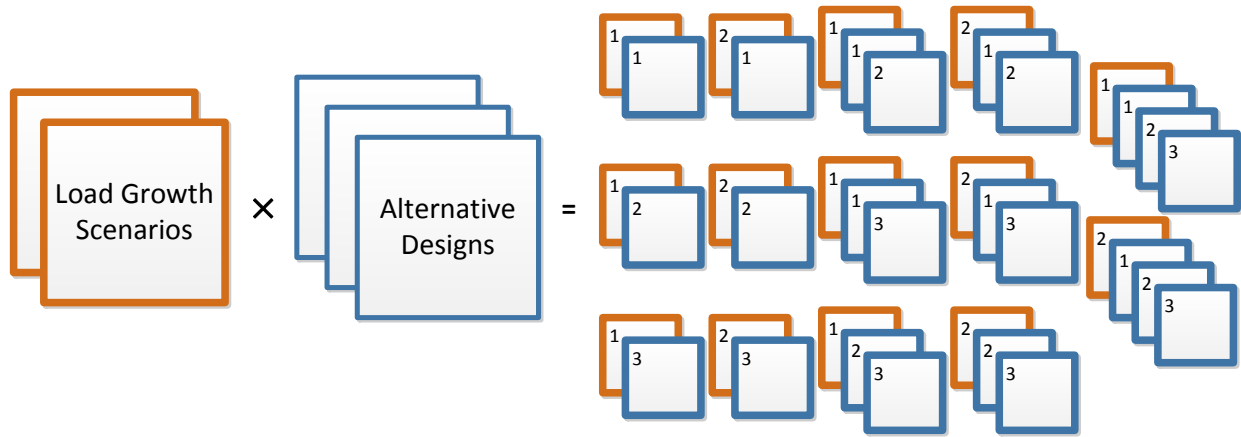 Load Growth
Scenarios
×
Alternative
Designs
=
1 1
2 1
1 1 2
2 1 2
1 1 2 3
1 2
2 2
1 1 3
2 1 3
2 1 2 3
1 3
2 3
1 2 3
2 2 3